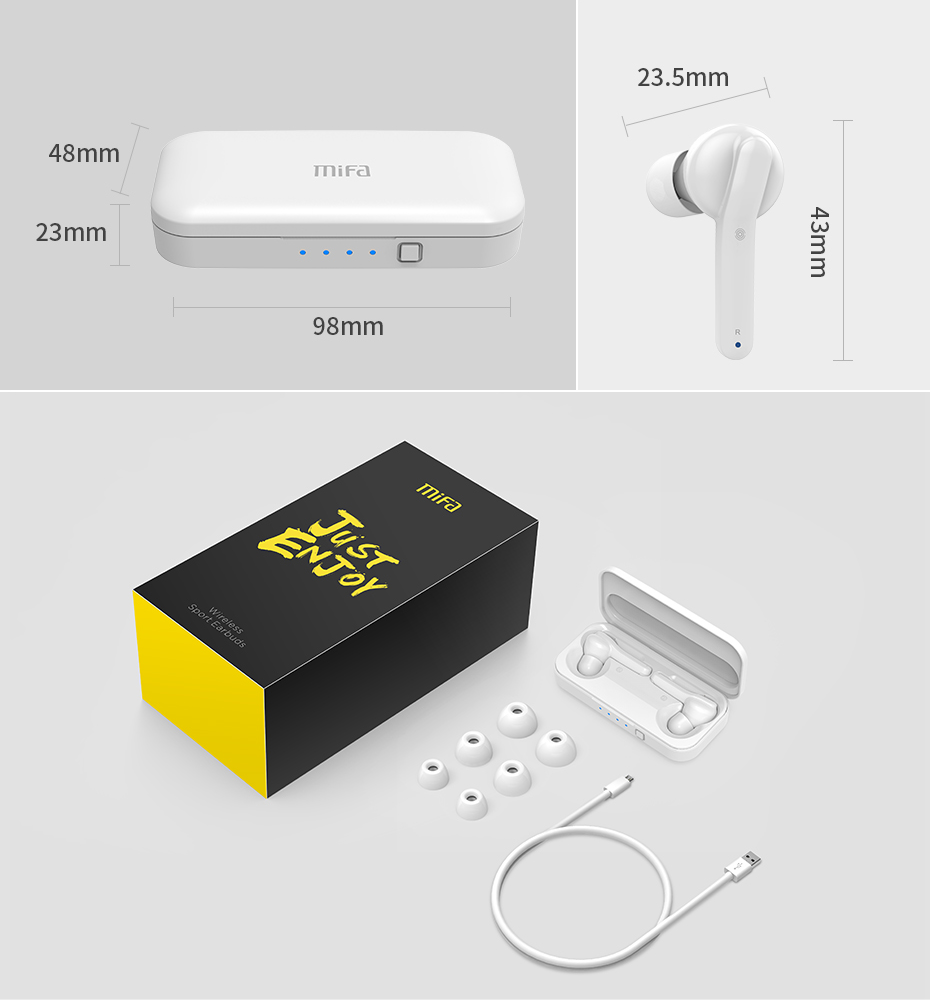 48mm
23mm
mifa
98mm
23.5mm
43mm
R
mifa
JUST
ENJOY
Wireless
Sport Earbuds